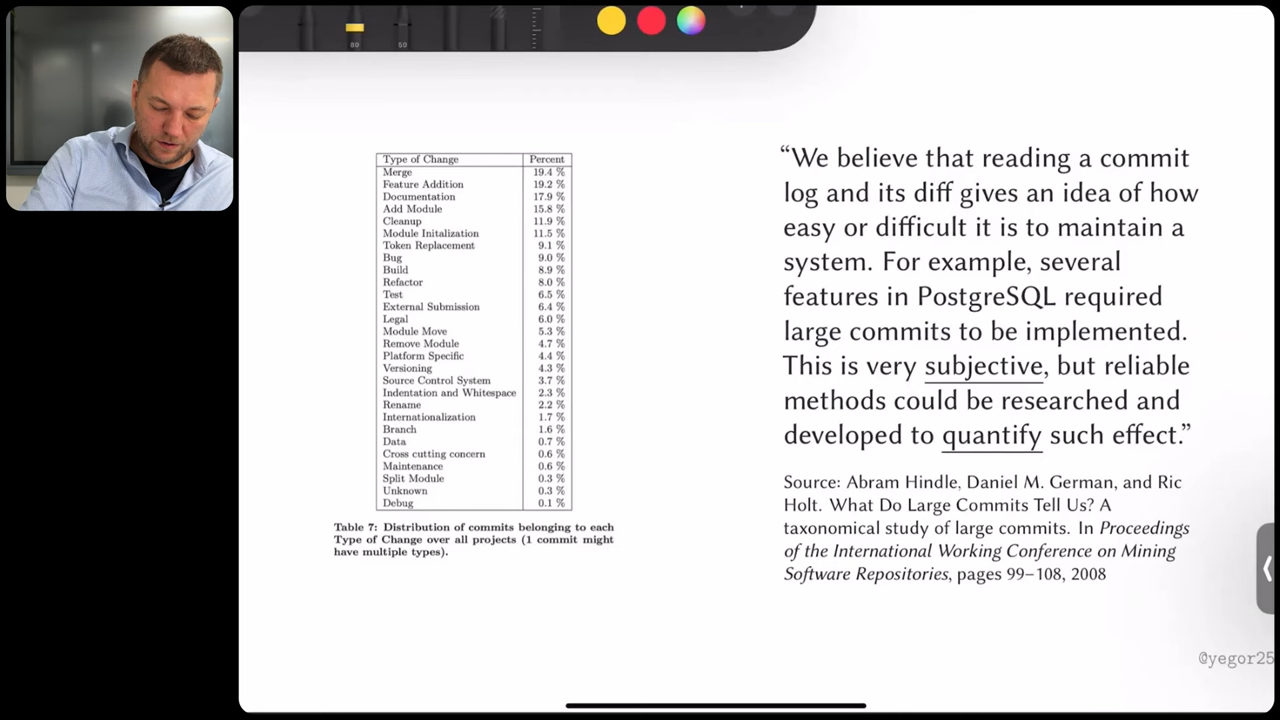 80
50
Type of Change Percent
Merge 19.4 %
Feature Addition 19.2 %
Documentation 17.9 %
Add Module 15.8 %
Cleanup 11.9 %
Module Initalization 11.5 %
Token Replacement 9.1 %
Bug 9.0 %
Build 8.9 %
Refactor 8.0 %
Test 6.5 %
External Submission 6.4 %
Legal 6.0 %
Module Move 5.3 %
Remove Module 4.7 %
Platform Specific 4.4 %
Versioning 4.3 %
Source Control System 3.7 %
Indentation and Whitespace 2.3 %
Rename 2.2 %
Internationalization 1.7 %
Branch 1.6 %
Data 0.7 %
Cross cutting concern 0.6 %
Maintenance 0.6 %
Split Module 0.3 %
Unknown 0.3 %
Debug 0.1 %
Table 7: Distribution of commits belonging to each
Type of Change over all projects (1 commit might
have multiple types).
“We believe that reading a commit
log and its diff gives an idea of how
easy or difficult it is to maintain a
system. For example, several
features in PostgreSQL required
large commits to be implemented.
This is very subjective, but reliable
methods could be researched and
developed to quantify such effect.”
Source: Abram Hindle, Daniel M. German, and Ric
Holt. What Do Large Commits Tell Us? A
taxonomical study of large commits. In Proceedings
of the International Working Conference on Mining
Software Repositories, pages 99–108, 2008
@yegor25